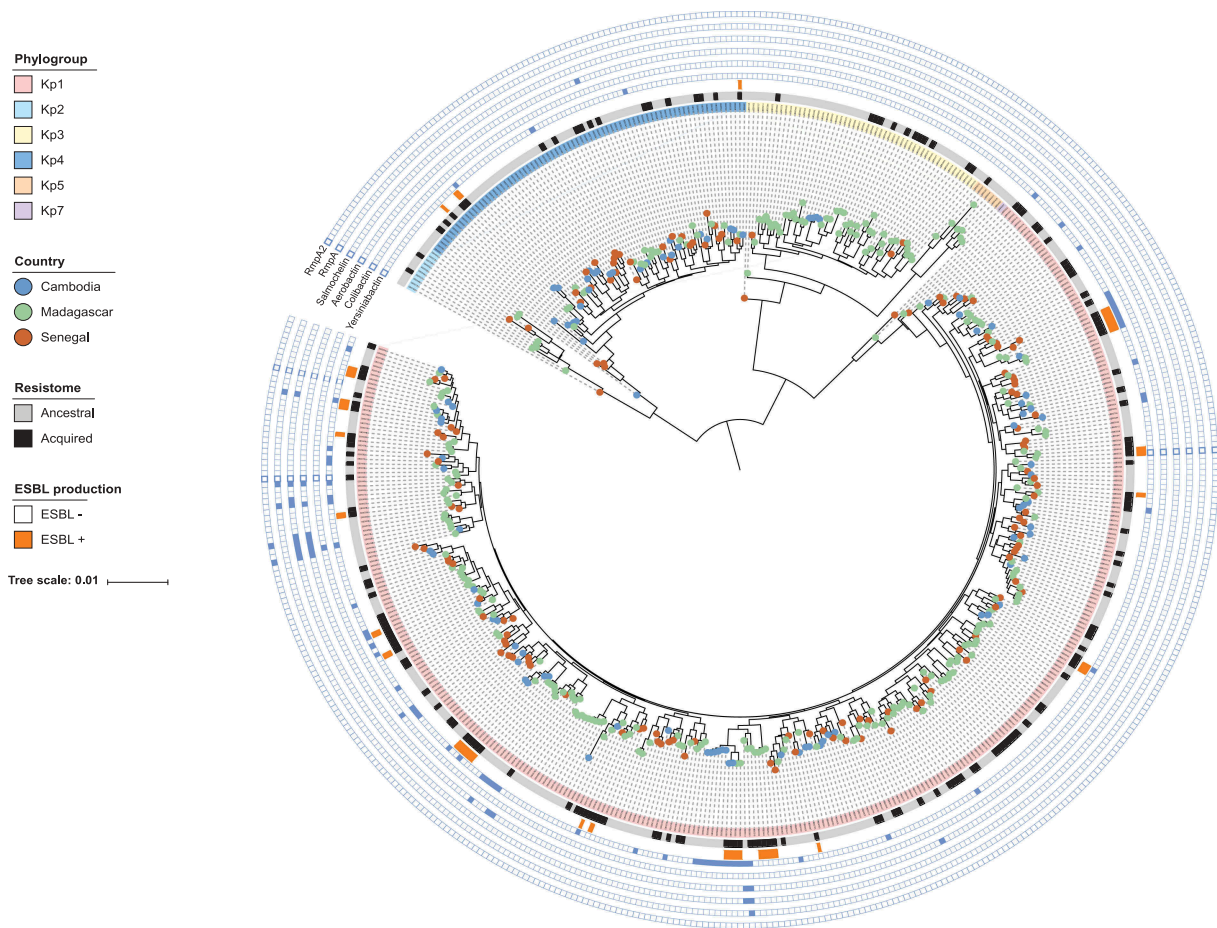 Phylogroup
Kp1
Kp2
Kp3
Kp4
Kp5
Kp7
Country
Cambodia
Madagascar
Senegal
Resistome
Ancestral
Acquired
ESBL production
ESBL -
ESBL +
Tree scale: 0.01
RmpA2
RmpA
Salmochelin
Aerobactin
Colibactin
Yersiniabactin